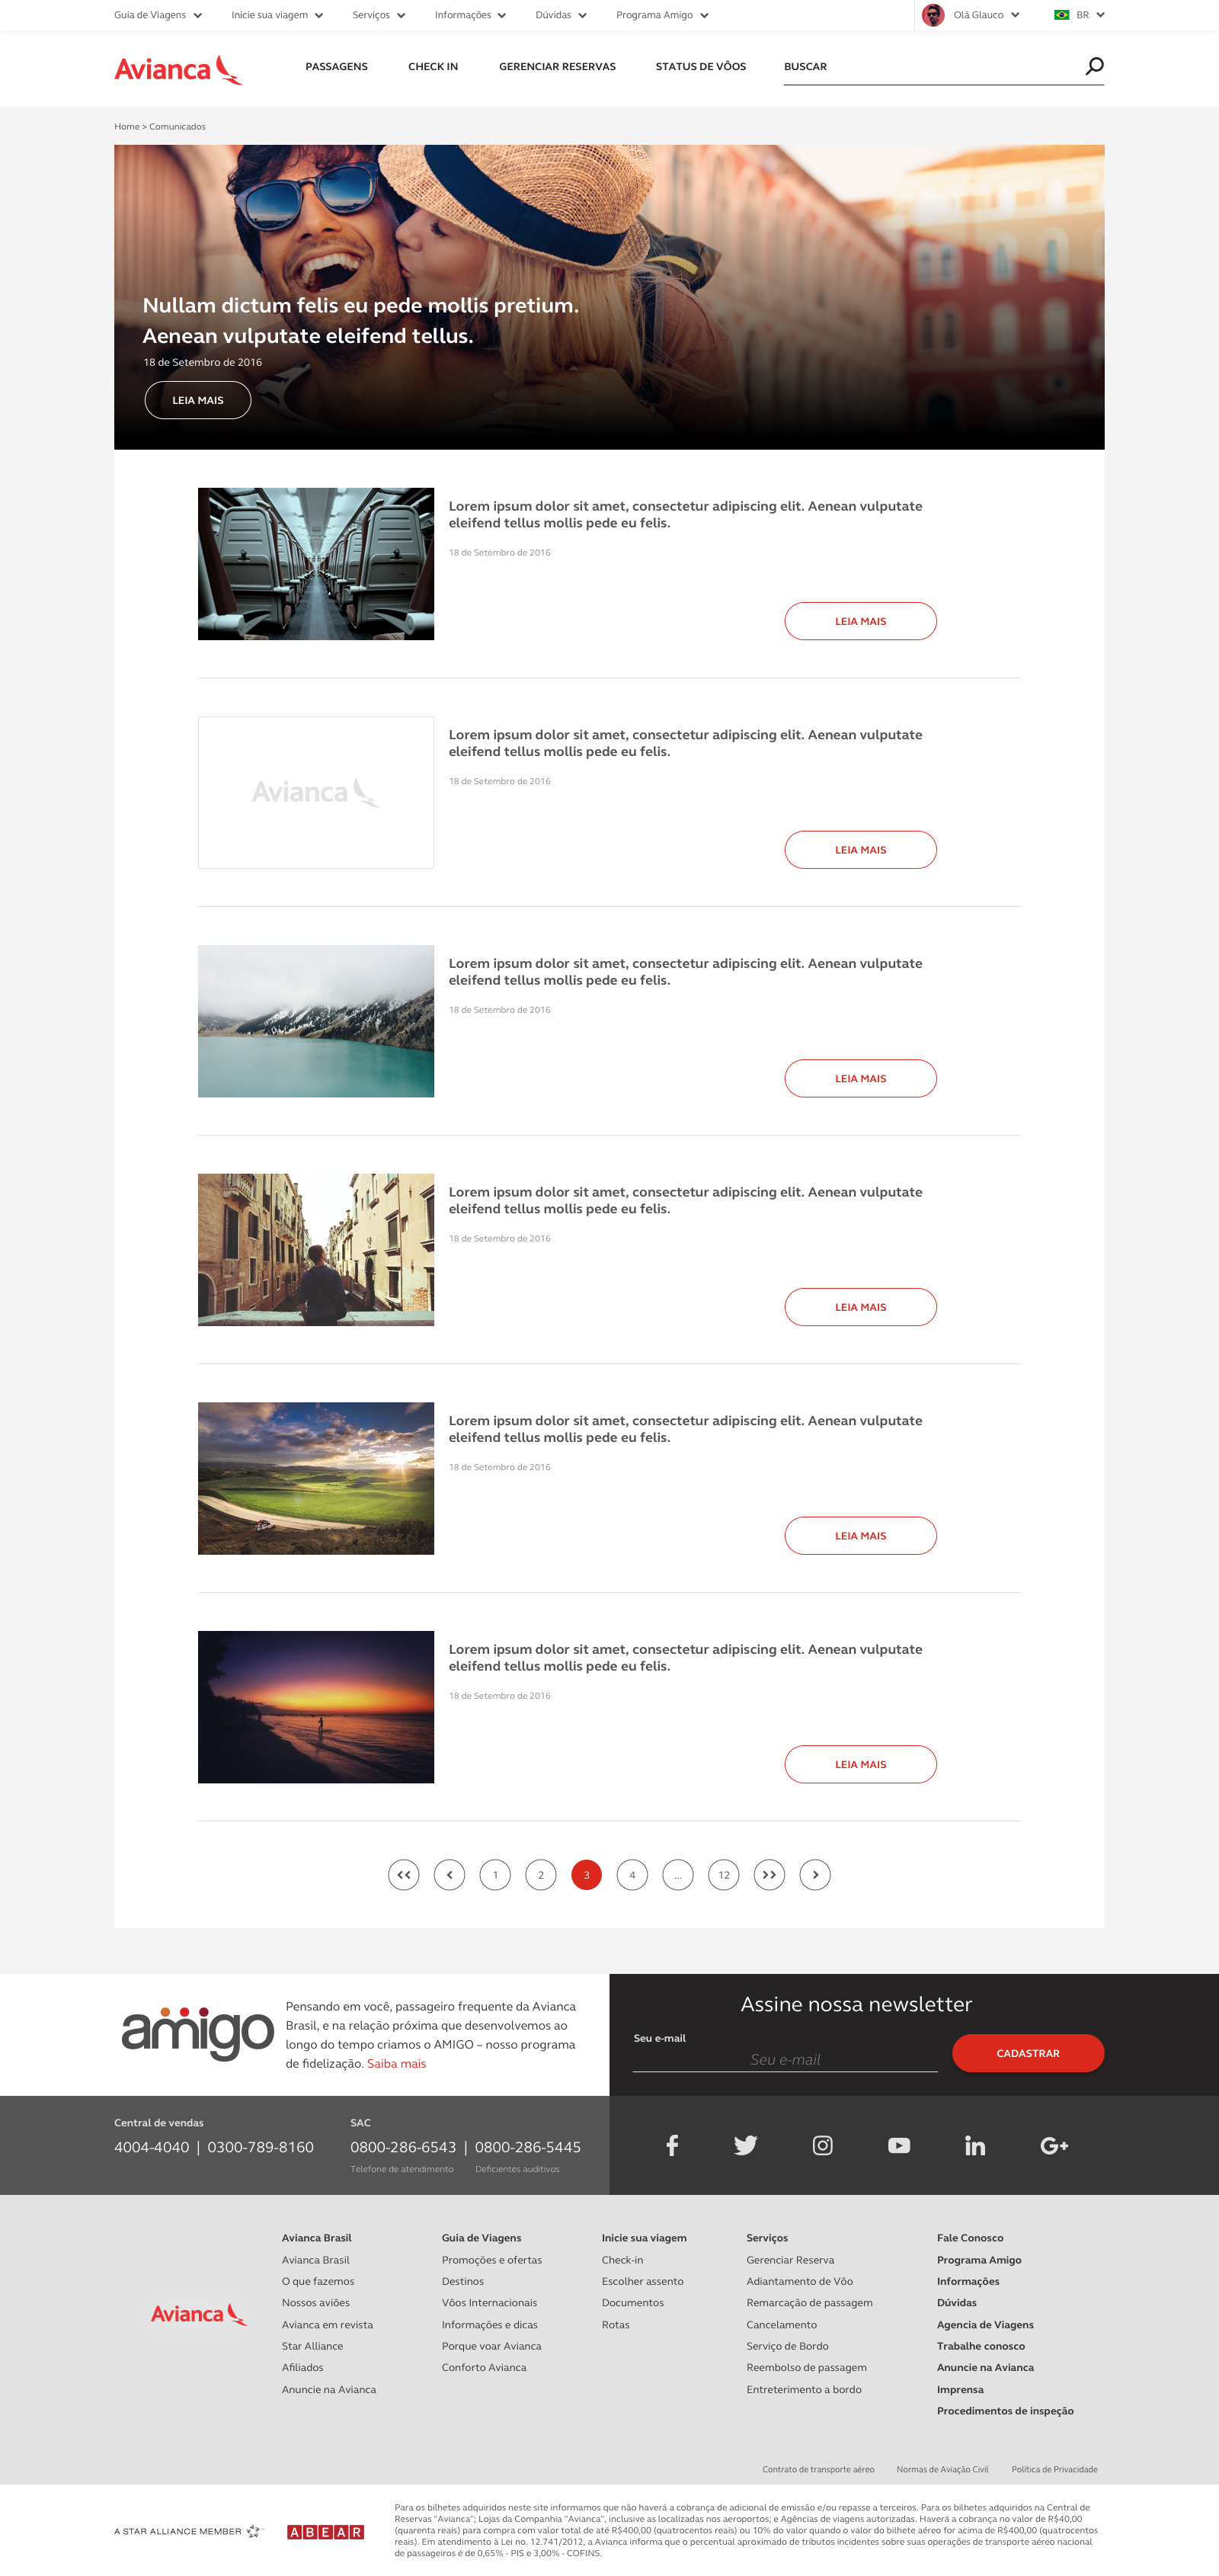 Guia de Viagens Inicie sua viagem Serviços Informações Dúvidas Programa Amigo Olá Glauco BR
Avianca PASSAGENS CHECK IN GERENCIAR RESERVAS STATUS DE VÔOS BUSCAR
Home > Comunicados
Nullam dictum felis eu pede mollis pretium.
Aenean vulputate eleifend tellus.
18 de Setembro de 2016
LEIA MAIS
Lorem ipsum dolor sit amet, consectetur adipiscing elit. Aenean vulputate
eleifend tellus mollis pede eu felis.
18 de Setembro de 2016
LEIA MAIS
Avianca
Lorem ipsum dolor sit amet, consectetur adipiscing elit. Aenean vulputate
eleifend tellus mollis pede eu felis.
18 de Setembro de 2016
LEIA MAIS
Lorem ipsum dolor sit amet, consectetur adipiscing elit. Aenean vulputate
eleifend tellus mollis pede eu felis.
18 de Setembro de 2016
LEIA MAIS
Lorem ipsum dolor sit amet, consectetur adipiscing elit. Aenean vulputate
eleifend tellus mollis pede eu felis.
18 de Setembro de 2016
LEIA MAIS
Lorem ipsum dolor sit amet, consectetur adipiscing elit. Aenean vulputate
eleifend tellus mollis pede eu felis.
18 de Setembro de 2016
LEIA MAIS
Lorem ipsum dolor sit amet, consectetur adipiscing elit. Aenean vulputate
eleifend tellus mollis pede eu felis.
18 de Setembro de 2016
LEIA MAIS
1 2 3 4 ... 12
amigo
Pensando em você, passageiro frequente da Avianca
Brasil, e na relação próxima que desenvolvemos ao
longo do tempo criamos o AMIGO – nosso programa
de fidelização. Saiba mais
Assine nossa newsletter
Seu e-mail
Seu e-mail
CADASTRAR
Central de vendas
4004-4040 | 0300-789-8160
SAC
0800-286-6543 | 0800-286-5445
Telefone de atendimento Deficientes auditivos
Avianca
Avianca Brasil
Avianca Brasil
O que fazemos
Nossos aviões
Avianca em revista
Star Alliance
Afiliados
Anuncie na Avianca
Guia de Viagens
Promoções e ofertas
Destinos
Vôos Internacionais
Informações e dicas
Porque voar Avianca
Conforto Avianca
Inicie sua viagem
Check-in
Escolher assento
Documentos
Rotas
Serviços
Gerenciar Reserva
Adiantamento de Vôo
Remarcação de passagem
Cancelamento
Serviço de Bordo
Reembolso de passagem
Entreterimento a bordo
Fale Conosco
Programa Amigo
Informações
Dúvidas
Agencia de Viagens
Trabalhe conosco
Anuncie na Avianca
Imprensa
Procedimentos de inspeção
Contrato de transporte aéreo Normas de Aviação Civil Política de Privacidade
A STAR ALLIANCE MEMBER
ABEAR
Para os bilhetes adquiridos neste site informamos que não haverá a cobrança de adicional de emissão e/ou repasse a terceiros. Para os bilhetes adquiridos na Central de
Reservas "Avianca"; Lojas da Companhia "Avianca", inclusive as localizadas nos aeroportos; e Agências de viagens autorizadas. Haverá a cobrança no valor de R$40,00
(quarenta reais) para compra com valor total de até R$400,00 (quatrocentos reais) ou 10% do valor quando o valor do bilhete aéreo for acima de R$400,00 (quatrocentos
reais). Em atendimento à Lei no. 12.741/2012, a Avianca informa que o percentual aproximado de tributos incidentes sobre suas operações de transporte aéreo nacional
de passageiros é de 0,65% - PIS e 3,00% - COFINS.